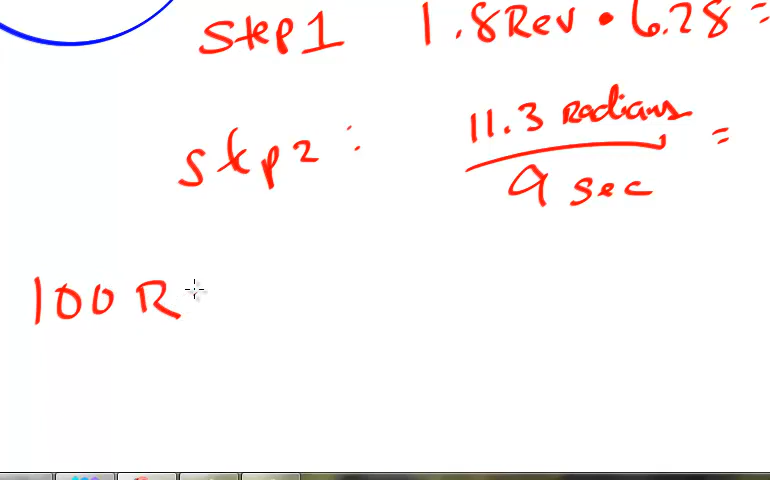 Step 1 1.8 Rev • 6.28 =
Step 2 : 11.3 Radians =
9 sec
100 R